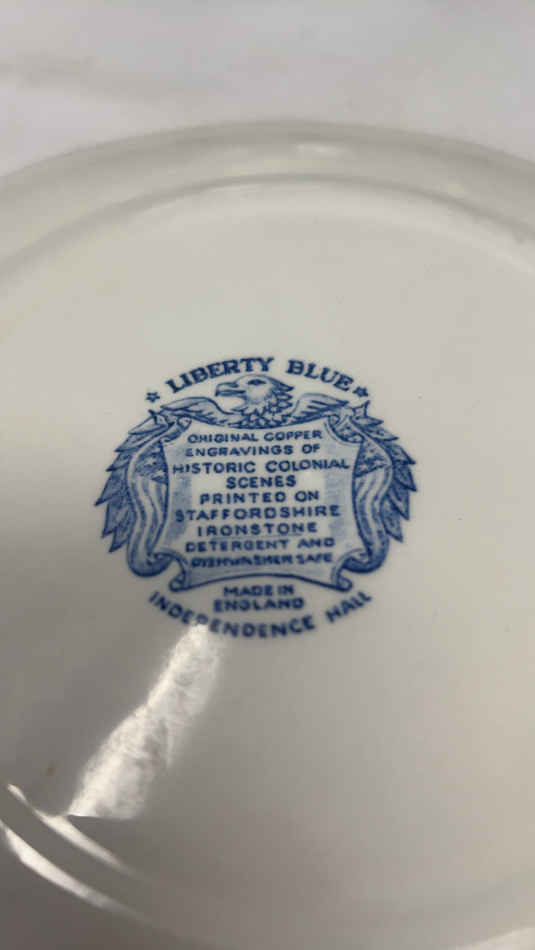 LIBERTY BLUE
ORIGINAL COPPER
ENGRAVINGS OF
HISTORIC COLONIAL
SCENES
PRINTED ON
STAFFORDSHIRE
IRONSTONE
DETERGENT AND
DISHWASHER SAFE
MADE IN
ENGLAND
INDEPENDENCE HALL